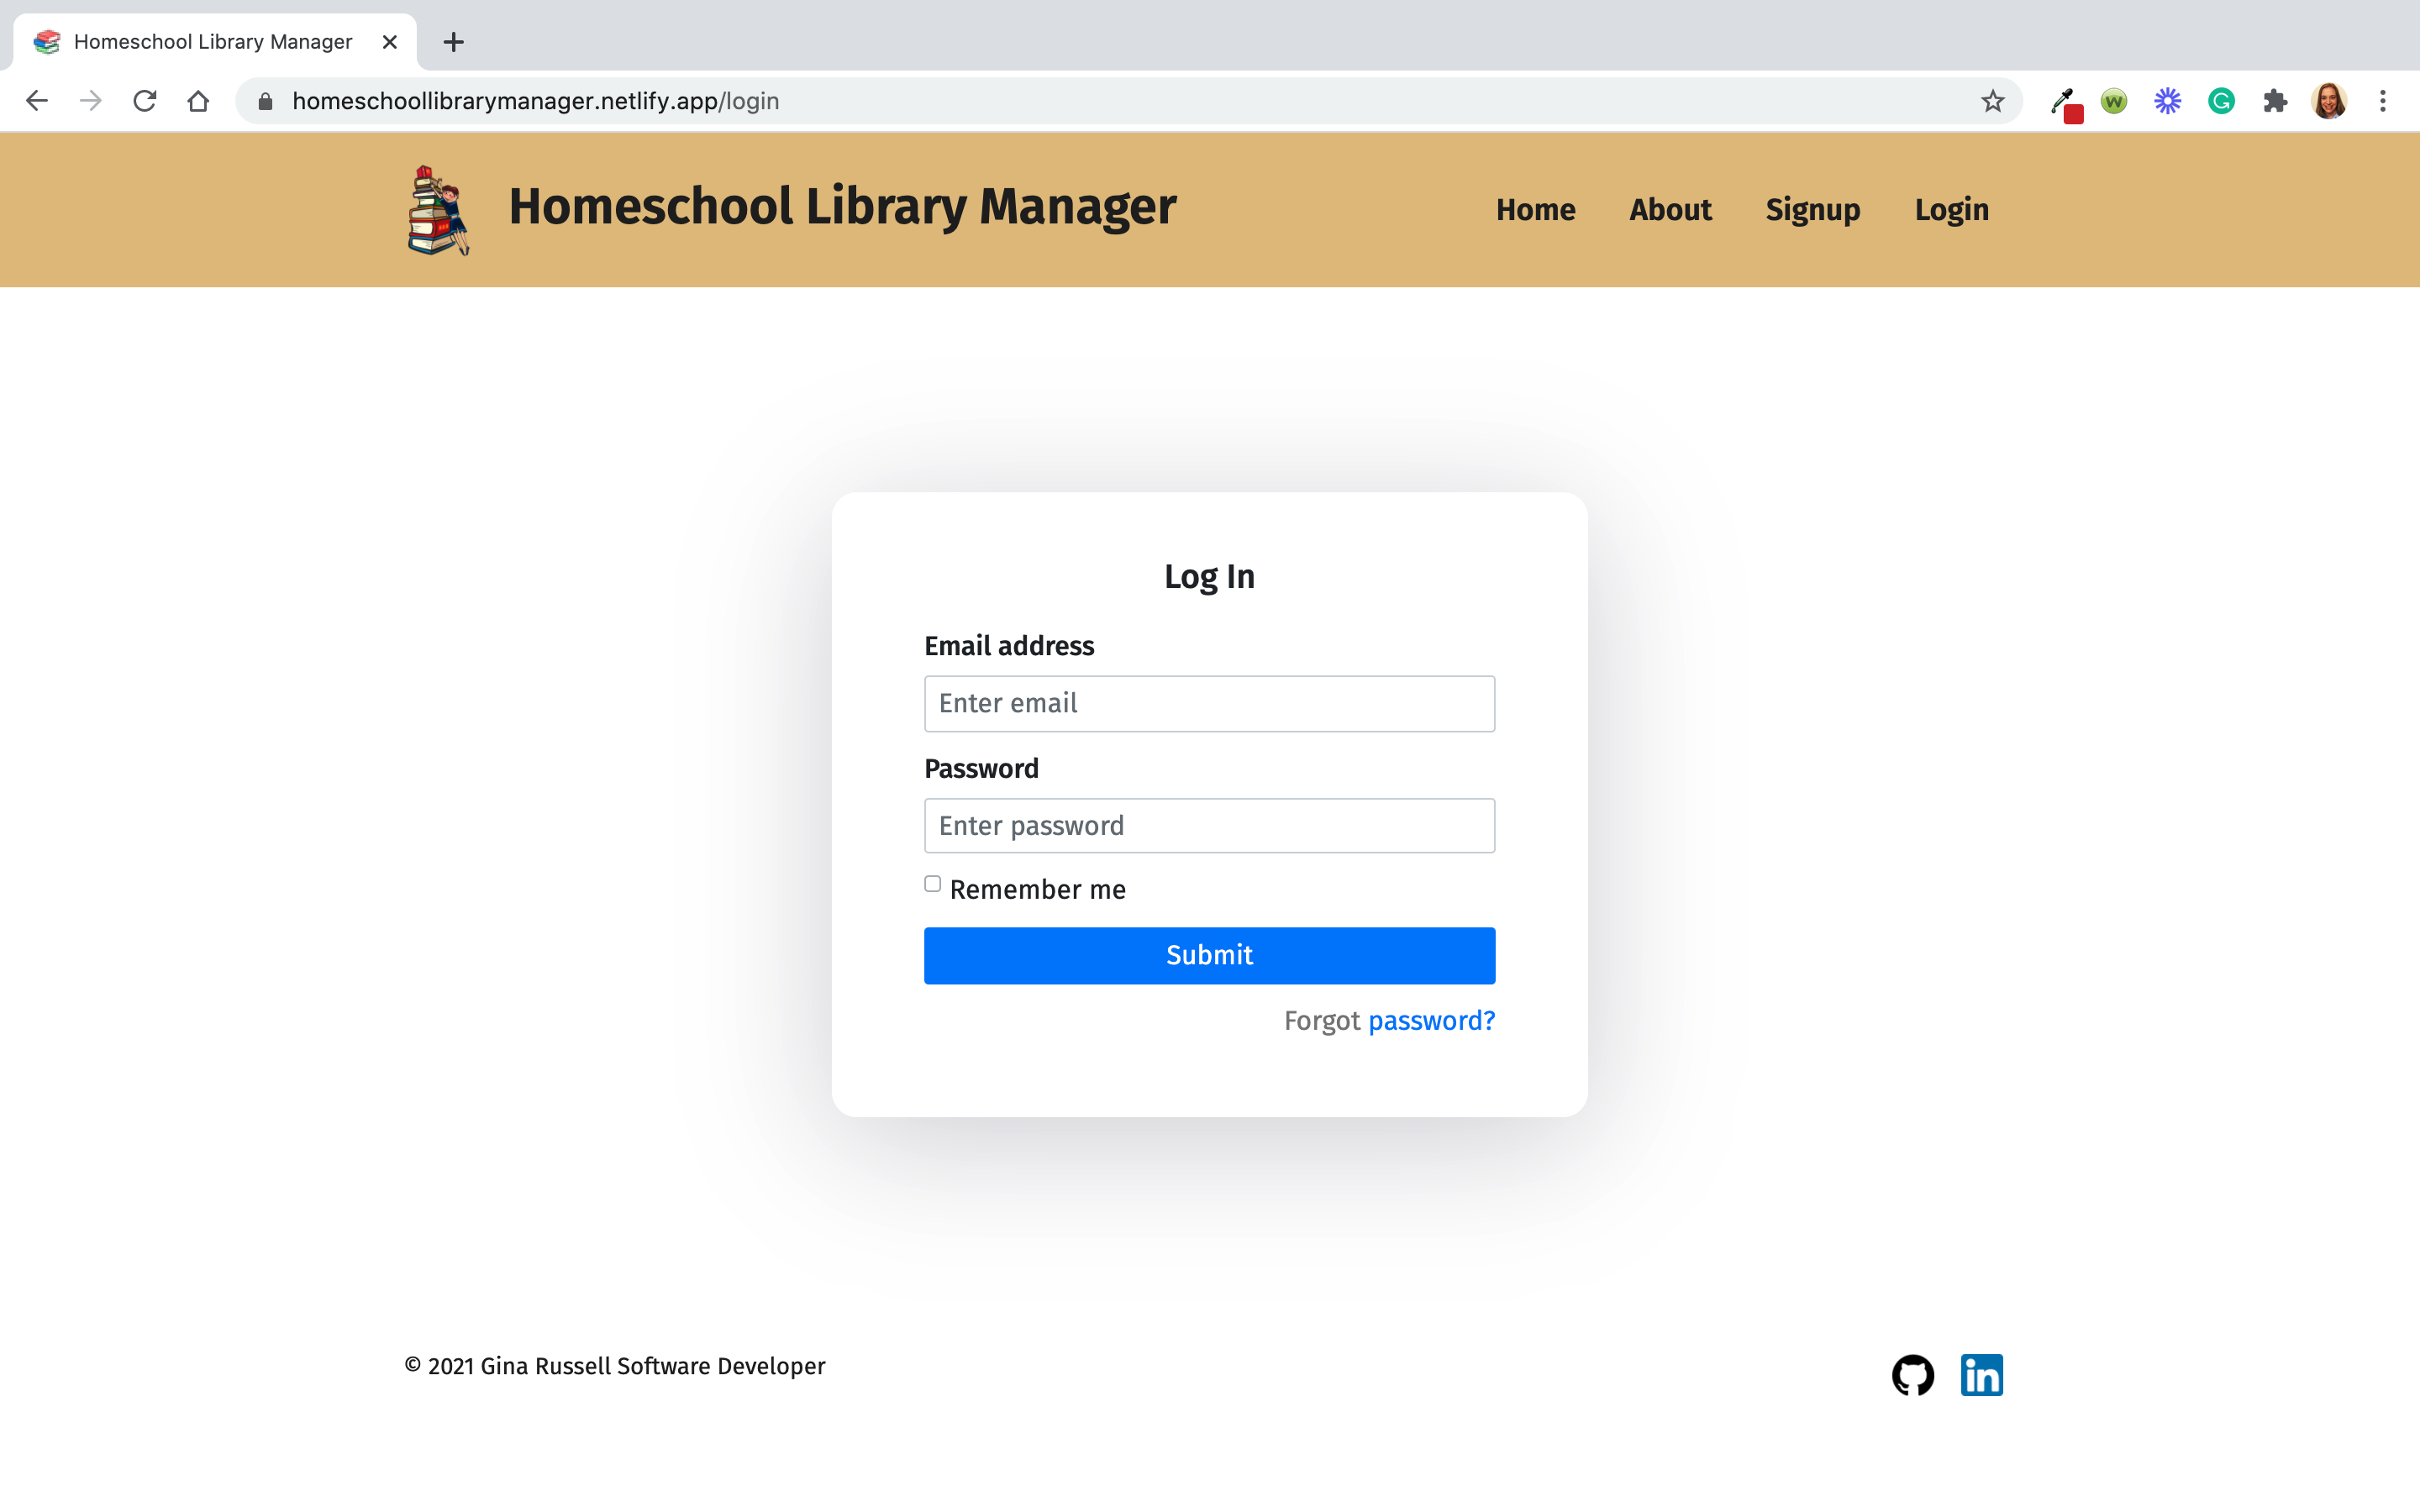 Homeschool Library Manager
homeschoollibrarymanager.netlify.app/login
Homeschool Library Manager
Home About Signup Login
Log In
Email address
Enter email
Password
Enter password
Remember me
Submit
Forgot password?
© 2021 Gina Russell Software Developer
in